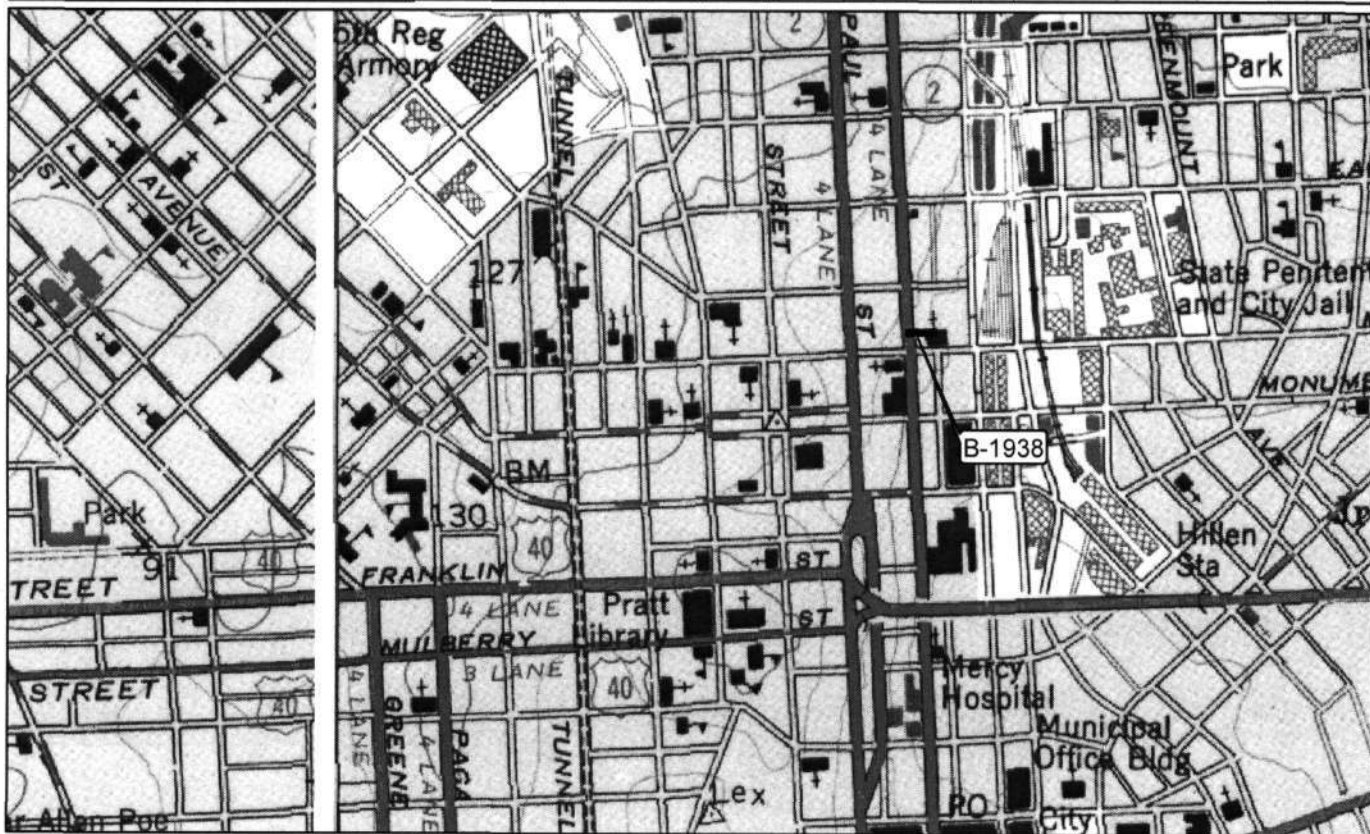 5th Reg
Armory
TUNNEL
2
PAUL
4 LANE
2
Park
STREET
4 LANE
ST
AVENUE
127
ST
State Peniten
and City Jail
MONUME
B-1938
AVE
BM
130
Park
40
91
40
Hillen
Sta
TREET
FRANKLIN
ST
4 LANE
Pratt
Library
ST
MULBERRY
3 LANE
40
STREET
40
Mercy
Hospital
4 LANE
GREENE
4 LANE
PACA
TUNNEL
Municipal
Office Bldg
Lex
PO
City
r Allen Poe